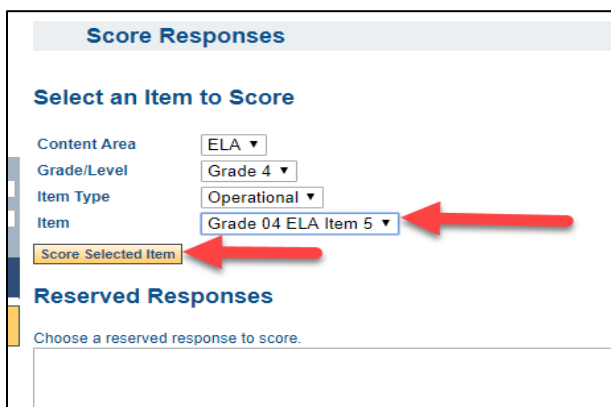 Score Responses
Select an Item to Score
Content Area ELA
Grade/Level Grade 4
Item Type Operational
Item Grade 04 ELA Item 5
Score Selected Item
Reserved Responses
Choose a reserved response to score.